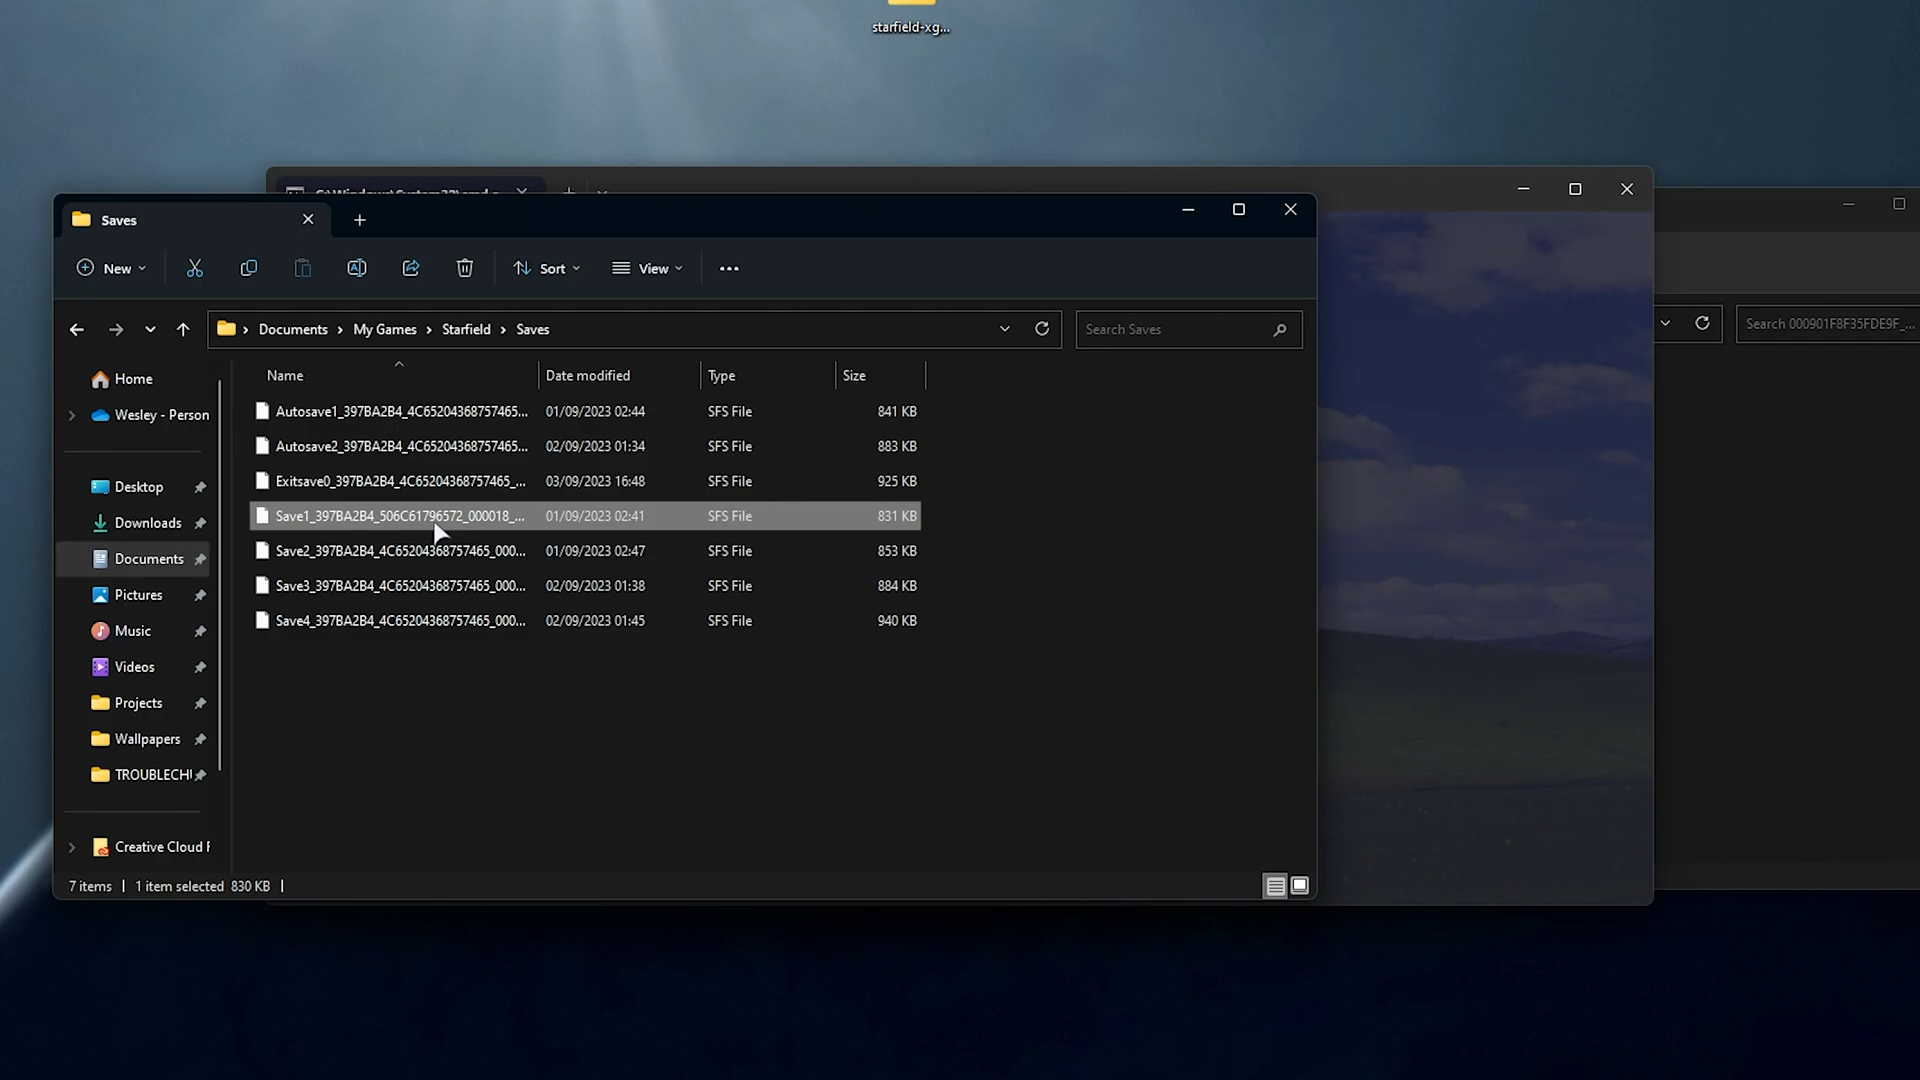 starfield-xg...
C:\Windows\System32\cmd.e
Saves
New
Sort
View
Documents > My Games > Starfield > Saves
Search Saves
Search 000901F8F35FDE9F_...
Home
Wesley - Person
Desktop
Downloads
Documents
Pictures
Music
Videos
Projects
Wallpapers
TROUBLECHU
Creative Cloud F
Name Date modified Type Size
Autosave1_397BA2B4_4C65204368757465... 01/09/2023 02:44 SFS File 841 KB
Autosave2_397BA2B4_4C65204368757465... 02/09/2023 01:34 SFS File 883 KB
Exitsave0_397BA2B4_4C65204368757465_... 03/09/2023 16:48 SFS File 925 KB
Save1_397BA2B4_506C61796572_000018_... 01/09/2023 02:41 SFS File 831 KB
Save2_397BA2B4_4C65204368757465_000... 01/09/2023 02:47 SFS File 853 KB
Save3_397BA2B4_4C65204368757465_000... 02/09/2023 01:38 SFS File 884 KB
Save4_397BA2B4_4C65204368757465_000... 02/09/2023 01:45 SFS File 940 KB
7 items | 1 item selected 830 KB |